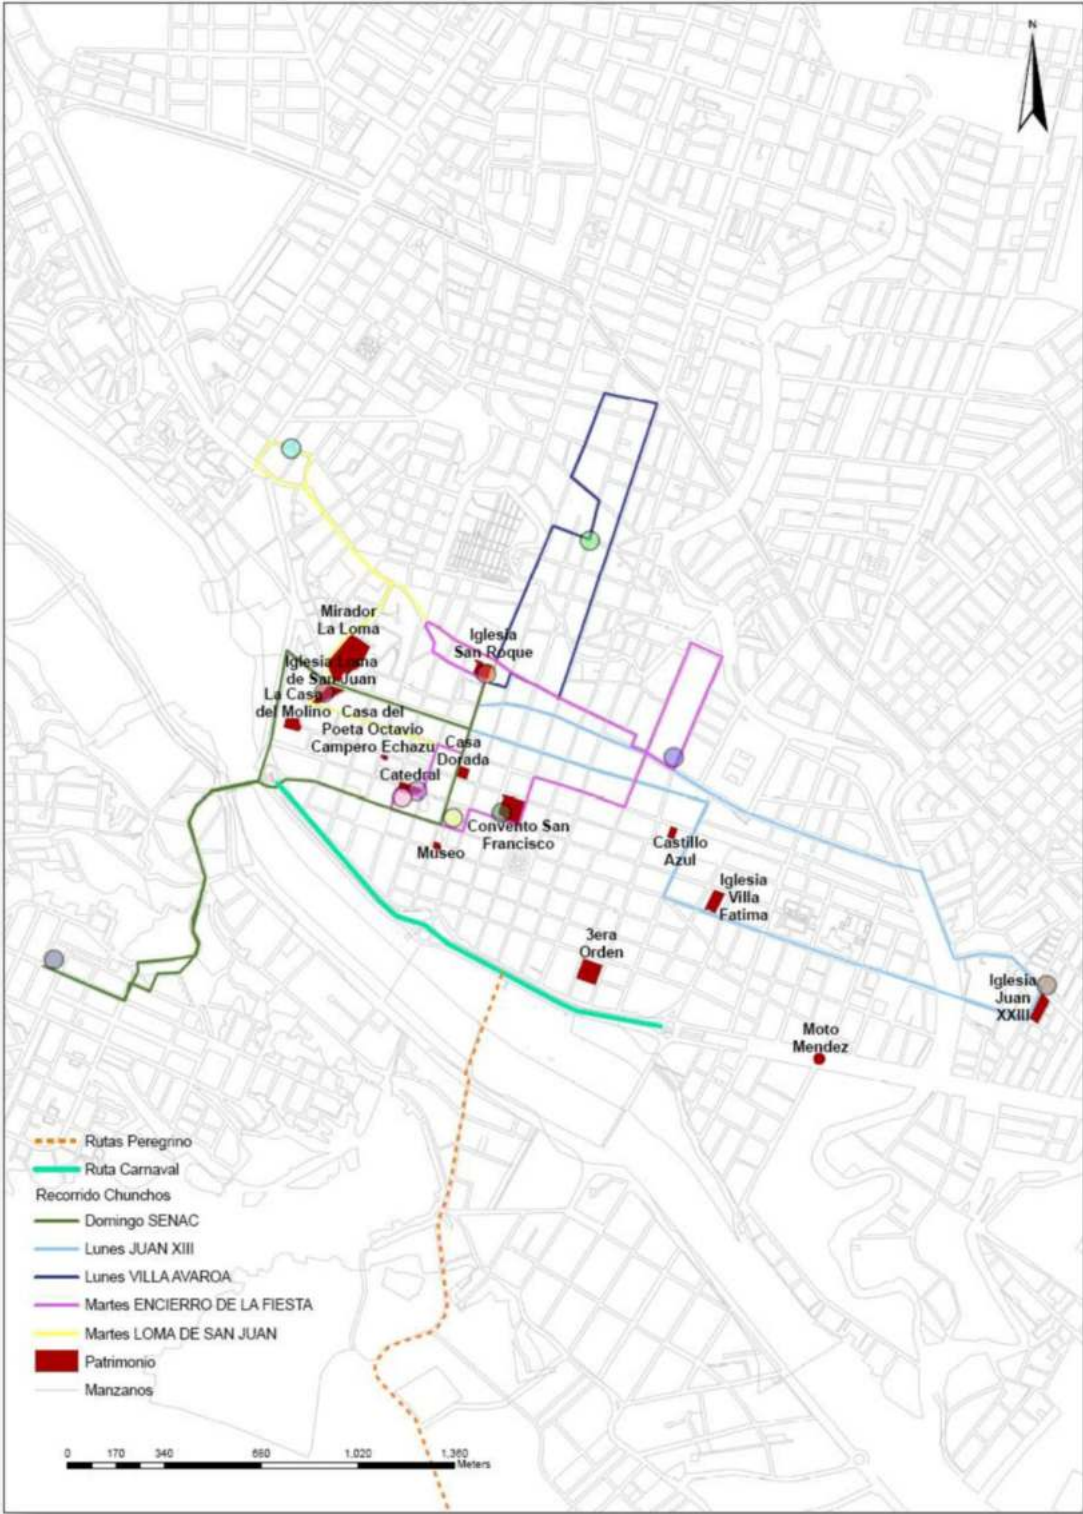 N
Mirador
La Loma
Iglesia
San Roque
Iglesia Loma
de San Juan
La Casa
del Molino
Casa del
Poeta Octavio
Campero Echazu
Casa
Dorada
Catedral
Convento San
Francisco
Museo
Castillo
Azul
Iglesia
Villa
Fatima
3era
Orden
Iglesia
Juan
XXIII
Moto
Mendez
Rutas Peregrino
Ruta Carnaval
Recorrido Chunchos
Domingo SENAC
Lunes JUAN XIII
Lunes VILLA AVAROA
Martes ENCIERRO DE LA FIESTA
Martes LOMA DE SAN JUAN
Patrimonio
Manzanos
0 170 340 680 1,020 1,360
Meters